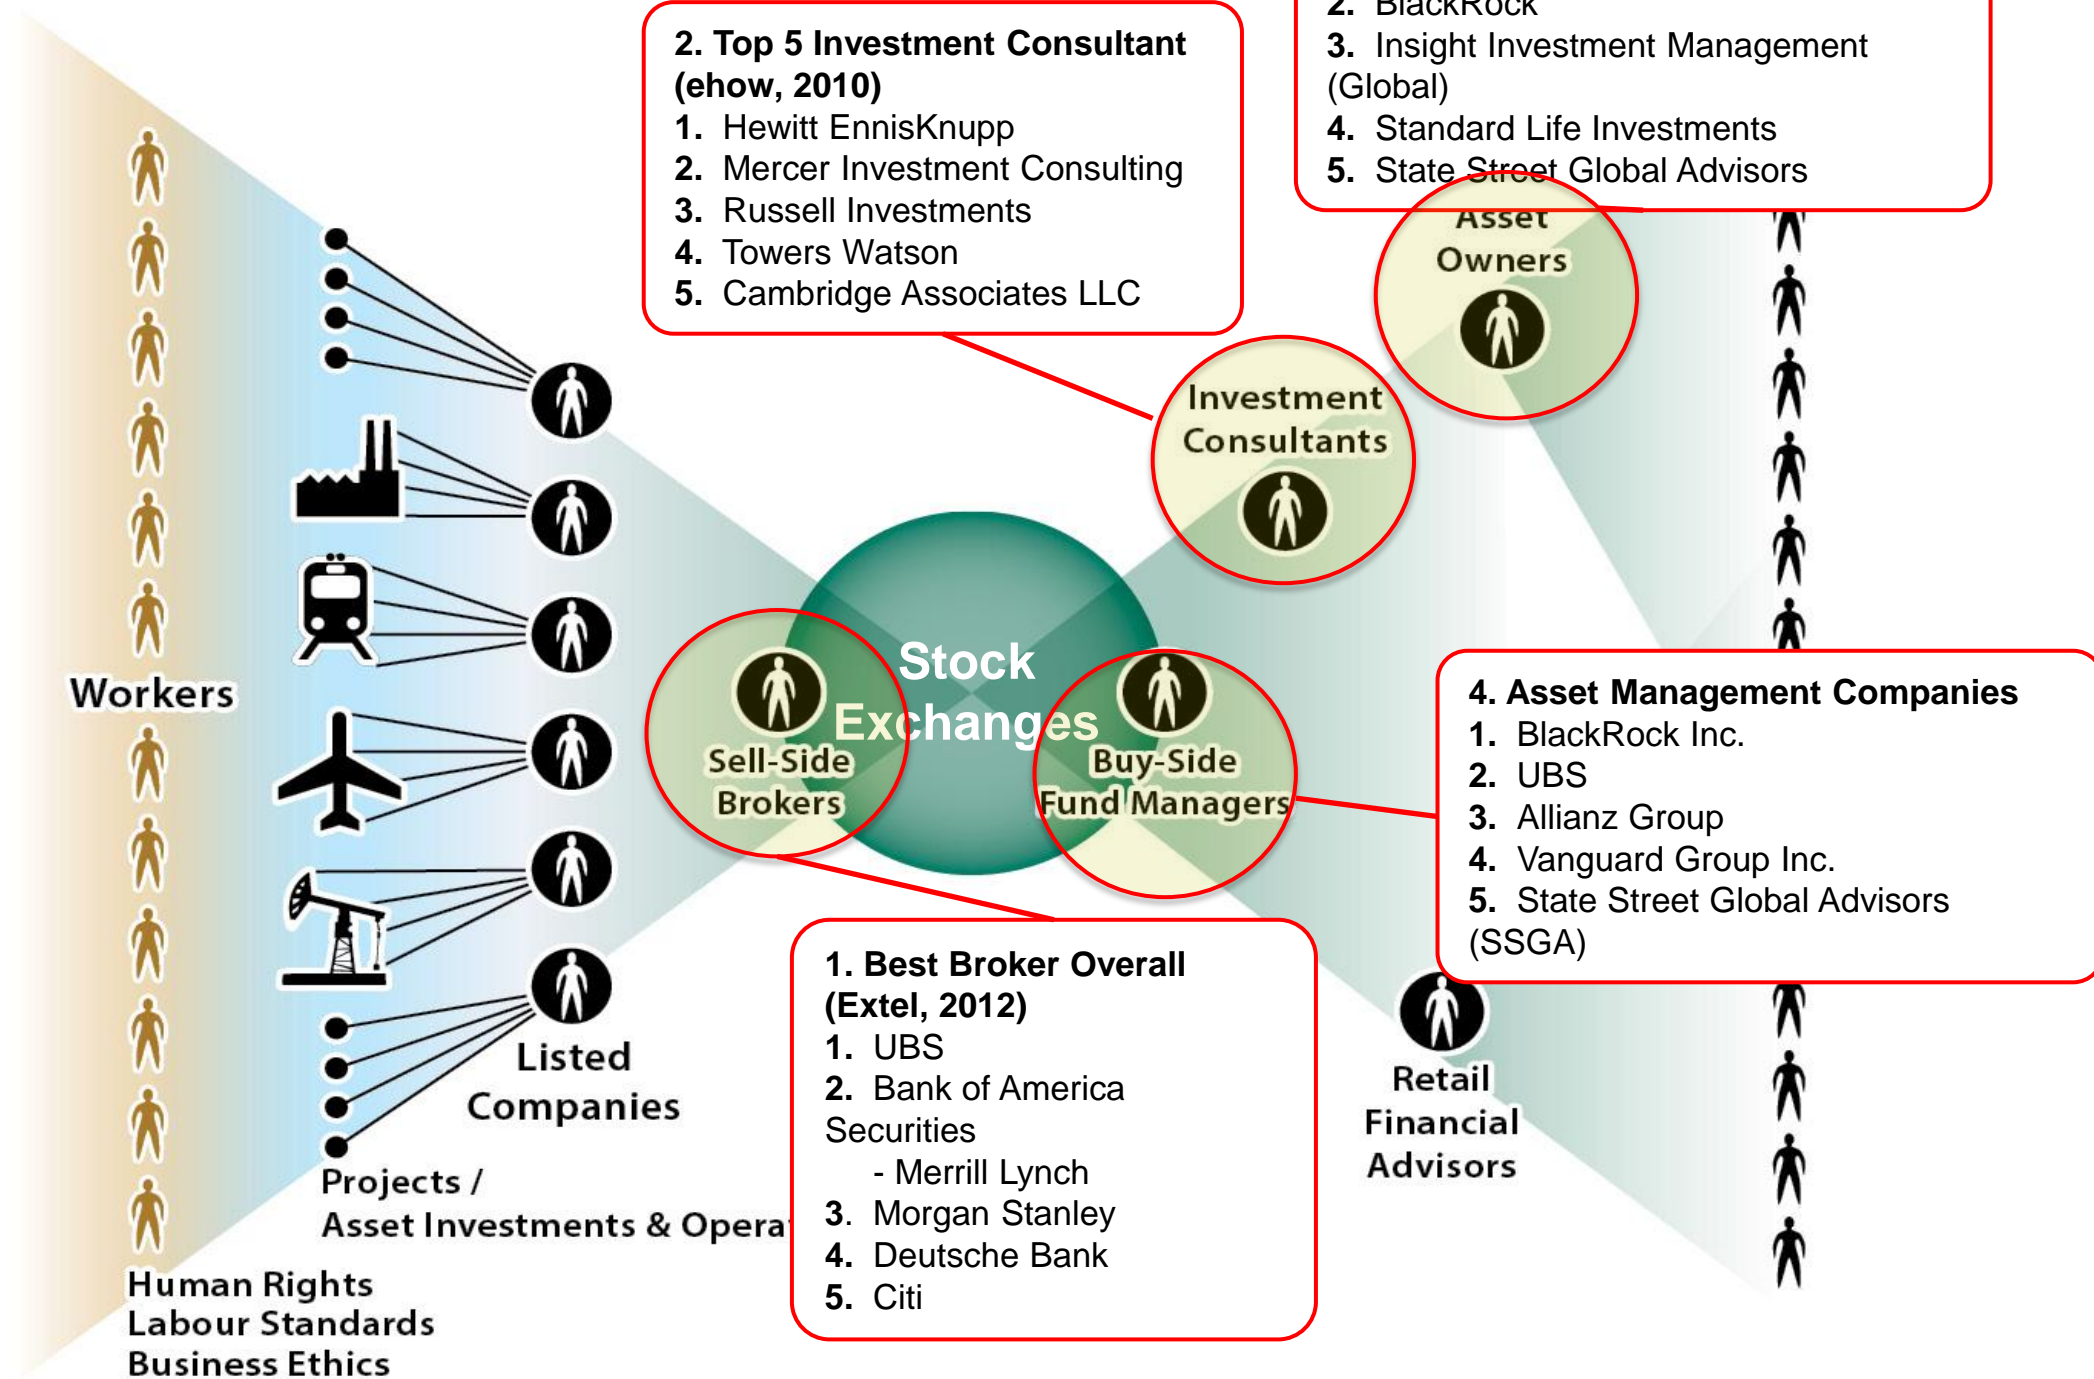 2. Top 5 Investment Consultant
(ehow, 2010)
1. Hewitt EnnisKnupp
2. Mercer Investment Consulting
3. Russell Investments
4. Towers Watson
5. Cambridge Associates LLC
2. BlackRock
3. Insight Investment Management
(Global)
4. Standard Life Investments
5. State Street Global Advisors
Asset
Owners
Investment
Consultants
Stock
Exchanges
Workers
Sell-Side
Brokers
Buy-Side
Fund Managers
4. Asset Management Companies
1. BlackRock Inc.
2. UBS
3. Allianz Group
4. Vanguard Group Inc.
5. State Street Global Advisors
(SSGA)
1. Best Broker Overall
(Extel, 2012)
1. UBS
2. Bank of America
Securities
- Merrill Lynch
3. Morgan Stanley
4. Deutsche Bank
5. Citi
Listed
Companies
Retail
Financial
Advisors
Projects /
Asset Investments & Opera
Human Rights
Labour Standards
Business Ethics